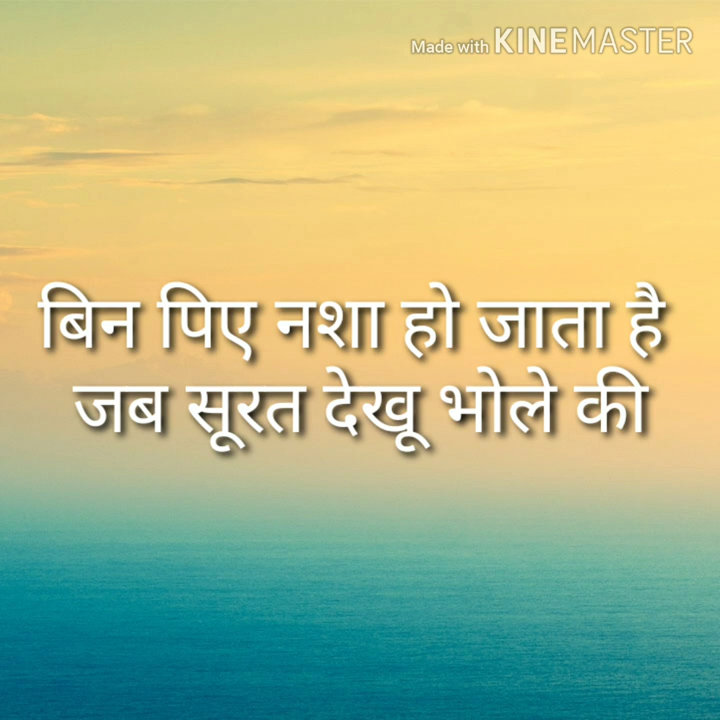 Made with KINEMASTER
बिन पिए नशा हो जाता है
जब सूरत देखू भोले की